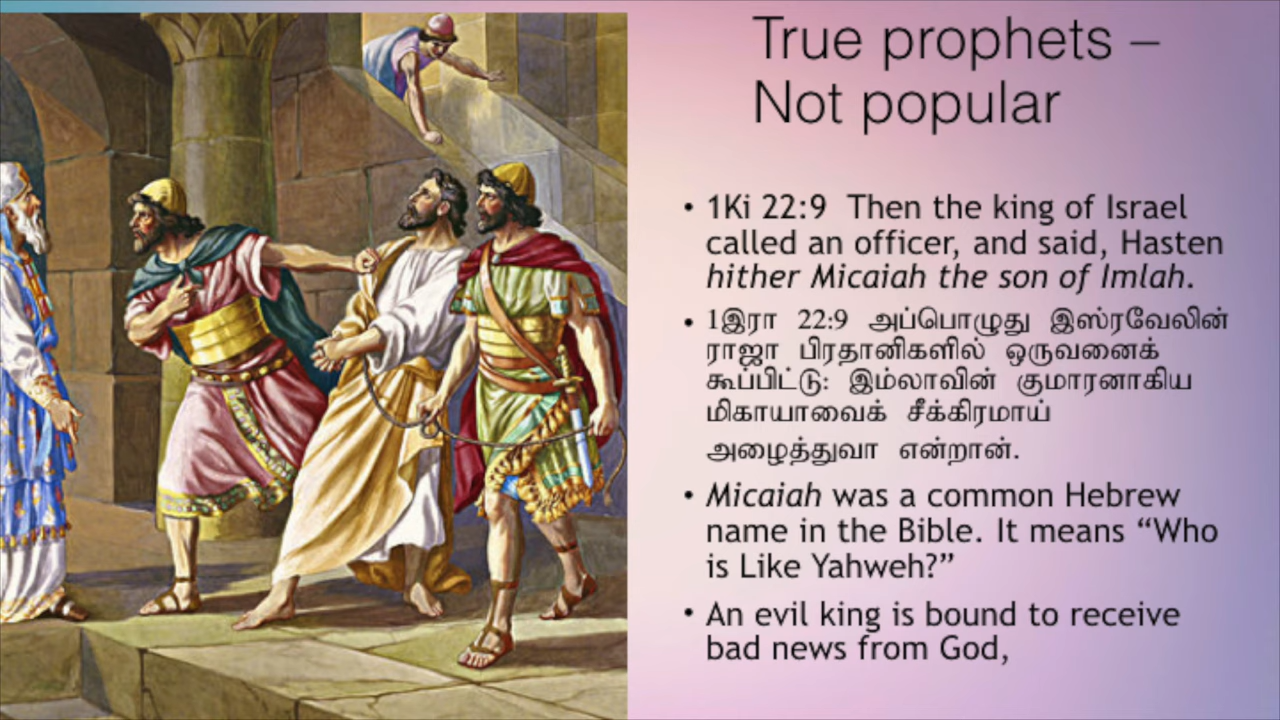 True prophets –
Not popular
• 1Ki 22:9 Then the king of Israel
called an officer, and said, Hasten
hither Micaiah the son of Imlah.
• 1இரா 22:9 அப்பொழுது இஸ்ரவேலின்
ராஜா பிரதானிகளில் ஒருவனைக்
கூப்பிட்டு: இம்லாவின் குமாரனாகிய
மிகாயாவைக் சீக்கிரமாய்
அழைத்துவா என்றான்.
• Micaiah was a common Hebrew
name in the Bible. It means “Who
is Like Yahweh?”
• An evil king is bound to receive
bad news from God,